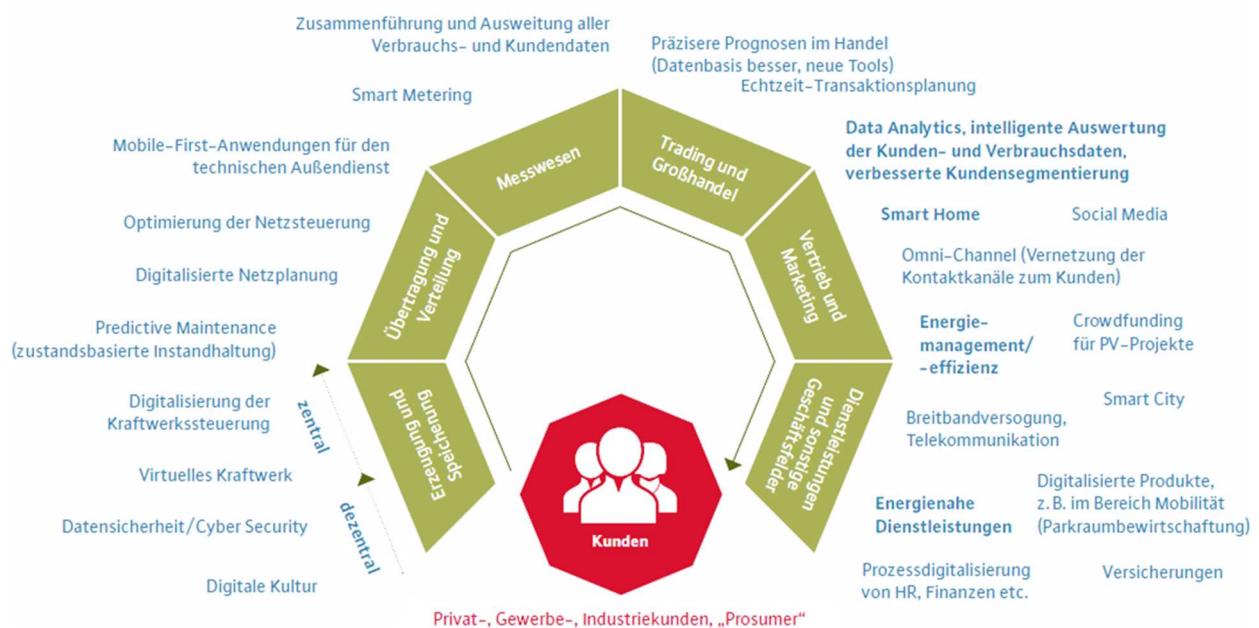 Zusammenführung und Ausweitung aller
Verbrauchs- und Kundendaten
Präzisere Prognosen im Handel
(Datenbasis besser, neue Tools)
Echtzeit-Transaktionsplanung
Smart Metering
Mobile-First-Anwendungen für den
technischen Außendienst
Optimierung der Netzsteuerung
Digitalisierte Netzplanung
Predictive Maintenance
(zustandsbasierte Instandhaltung)
Digitalisierung der
Kraftwerkssteuerung
Virtuelles Kraftwerk
Datensicherheit/Cyber Security
Digitale Kultur
zentral
dezentral
Erzeugung und
Speicherung
Übertragung und
Verteilung
Messwesen
Trading und
Großhandel
Vertrieb und
Marketing
Dienstleistungen
und sonstige
Geschäftsfelder
Data Analytics, intelligente Auswertung
der Kunden- und Verbrauchsdaten,
verbesserte Kundensegmentierung
Smart Home
Social Media
Omni-Channel (Vernetzung der
Kontaktkanäle zum Kunden)
Energie-
management/
-effizienz
Crowdfunding
für PV-Projekte
Smart City
Breitbandversogung,
Telekommunikation
Energienahe
Dienstleistungen
Digitalisierte Produkte,
z. B. im Bereich Mobilität
(Parkraumbewirtschaftung)
Prozessdigitalisierung
von HR, Finanzen etc.
Versicherungen
Kunden
Privat-, Gewerbe-, Industriekunden, „Prosumer“